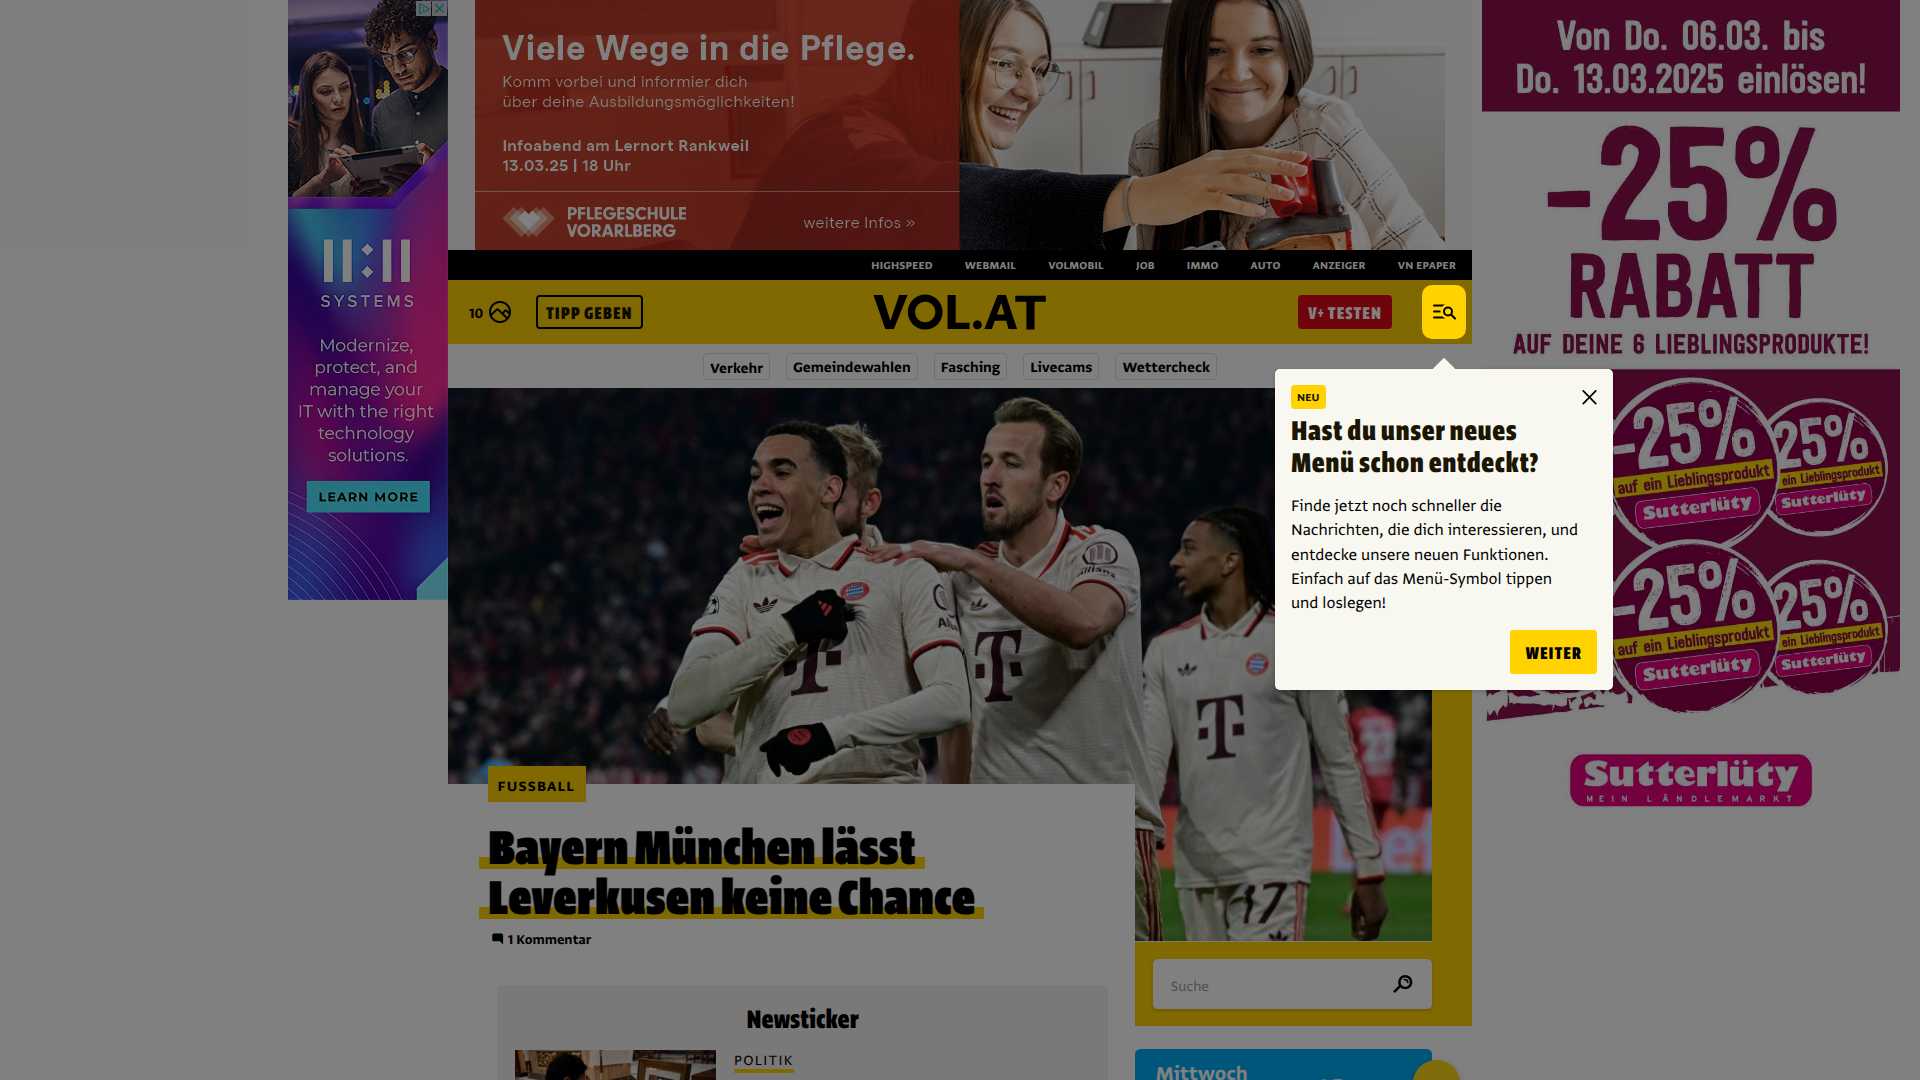 Viele Wege in die Pflege.
Komm vorbei und informier dich
über deine Ausbildungsmöglichkeiten!
Infoabend am Lernort Rankweil
13.03.25 | 18 Uhr
PFLEGESCHULE
VORARLBERG
weitere Infos »
11:11
SYSTEMS
Modernize,
protect, and
manage your
IT with the right
technology
solutions.
LEARN MORE
Von Do. 06.03. bis
Do. 13.03.2025 einlösen!
-25%
RABATT
AUF DEINE 6 LIEBLINGSPRODUKTE!
-25%
auf ein Lieblingsprodukt
Sutterlüty
25%
ein Lieblingsprodukt
Sutterlüty
-25%
auf ein Lieblingsprodukt
Sutterlüty
25%
ein Lieblingsprodukt
Sutterlüty
Sutterlüty
MEIN LÄNDLEMARKT
HIGHSPEED WEBMAIL VOLMOBIL JOB IMMO AUTO ANZEIGER VN EPAPER
10 TIPP GEBEN VOL.AT V+ TESTEN
Verkehr Gemeindewahlen Fasching Livecams Wettercheck
NEU
Hast du unser neues
Menü schon entdeckt?
Finde jetzt noch schneller die
Nachrichten, die dich interessieren, und
entdecke unsere neuen Funktionen.
Einfach auf das Menü-Symbol tippen
und loslegen!
WEITER
T
T
T
17
FUSSBALL
Bayern München lässt
Leverkusen keine Chance
1 Kommentar
Suche
Newsticker
POLITIK
Mittwoch